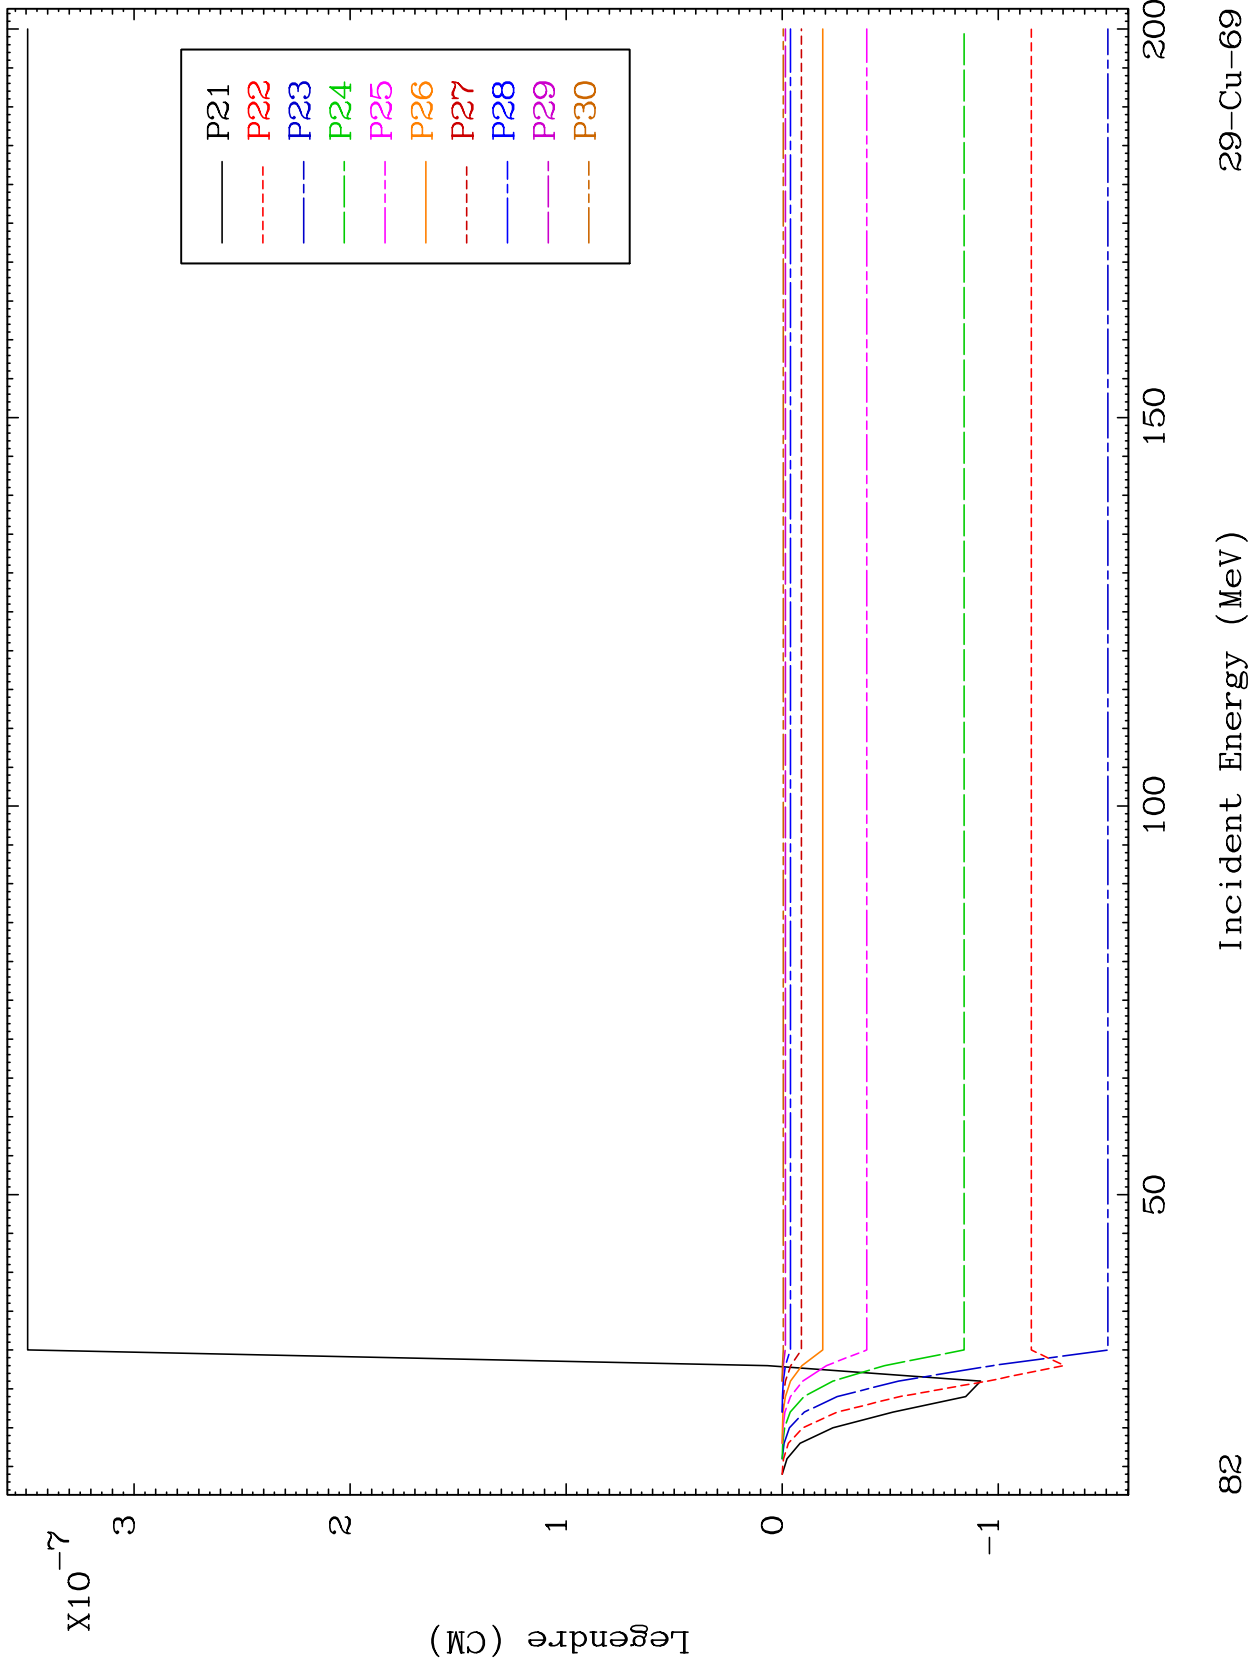 X10-7
3
2
1
0
-1
Legendre (CM)
P21
P22
P23
P24
P25
P26
P27
P28
P29
P30
50
100
150
200
Incident Energy (MeV)
82
29-Cu-69